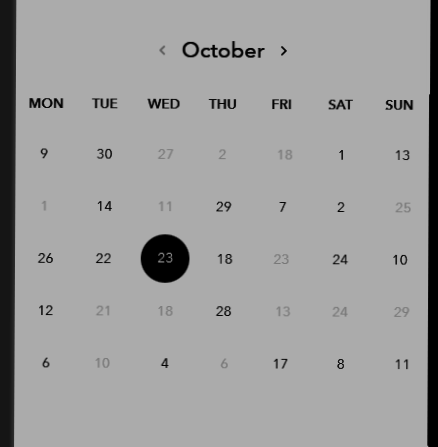 ‹ October ›
MON TUE WED THU FRI SAT SUN
9 30 27 2 18 1 13
1 14 11 29 7 2 25
26 22 23 18 23 24 10
12 21 18 28 13 24 29
6 10 4 6 17 8 11